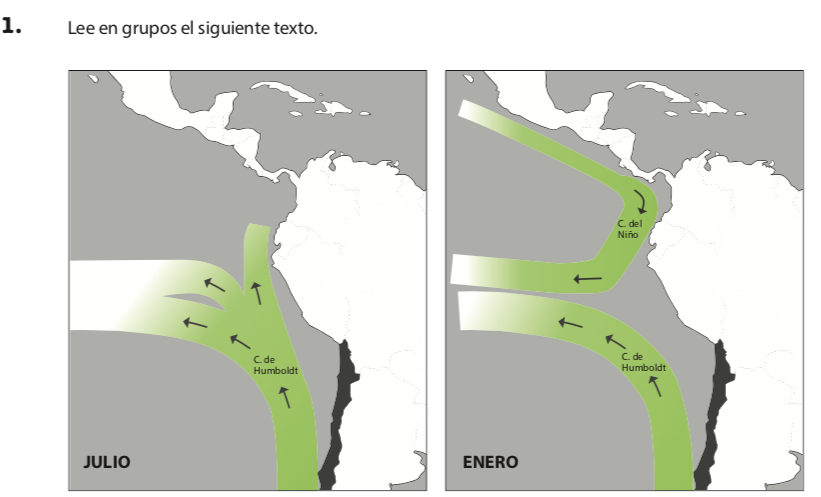 1. Lee en grupos el siguiente texto.
C. de
Humboldt
JULIO
C. del
Niño
C. de
Humboldt
ENERO